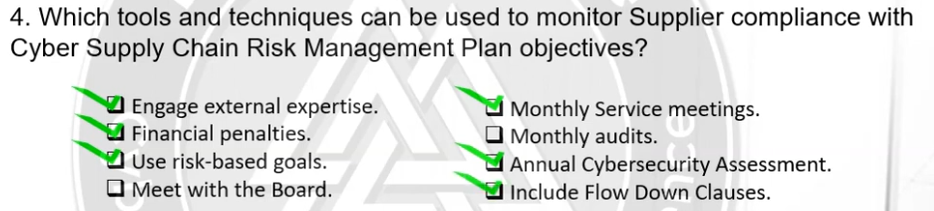 4. Which tools and techniques can be used to monitor Supplier compliance with
Cyber Supply Chain Risk Management Plan objectives?
Engage external expertise.
Financial penalties.
Use risk-based goals.
Meet with the Board.
Monthly Service meetings.
Monthly audits.
Annual Cybersecurity Assessment.
Include Flow Down Clauses.